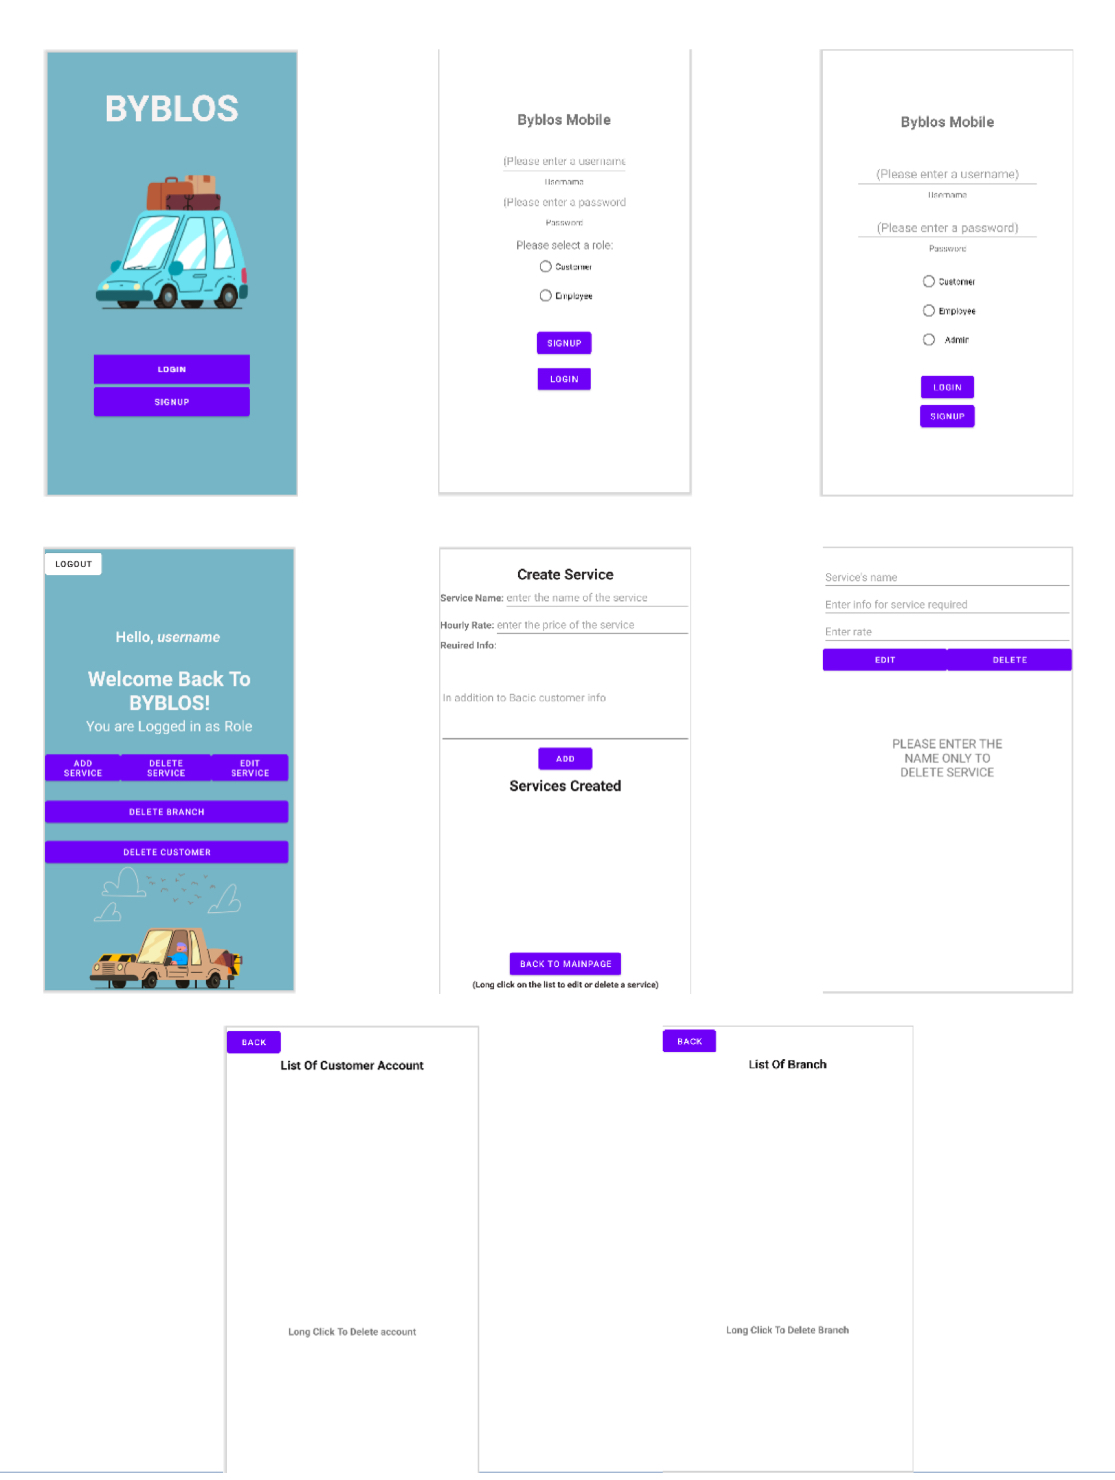 BYBLOS
LOGIN
SIGNUP
Byblos Mobile
(Please enter a username
Username
(Please enter a password
Password
Please select a role:
Customer
Employee
SIGNUP
LOGIN
Byblos Mobile
(Please enter a username)
Username
(Please enter a password)
Password
Customer
Employee
Admin
LOGIN
SIGNUP
LOGOUT
Hello, username
Welcome Back To
BYBLOS!
You are Logged in as Role
ADD
SERVICE
DELETE
SERVICE
EDIT
SERVICE
DELETE BRANCH
DELETE CUSTOMER
Create Service
Service Name: enter the name of the service
Hourly Rate: enter the price of the service
Reuired Info:
In addition to Bacic customer info
ADD
Services Created
BACK TO MAINPAGE
(Long click on the list to edit or delete a service)
Service's name
Enter info for service required
Enter rate
EDIT DELETE
PLEASE ENTER THE
NAME ONLY TO
DELETE SERVICE
BACK
List Of Customer Account
Long Click To Delete account
BACK
List Of Branch
Long Click To Delete Branch